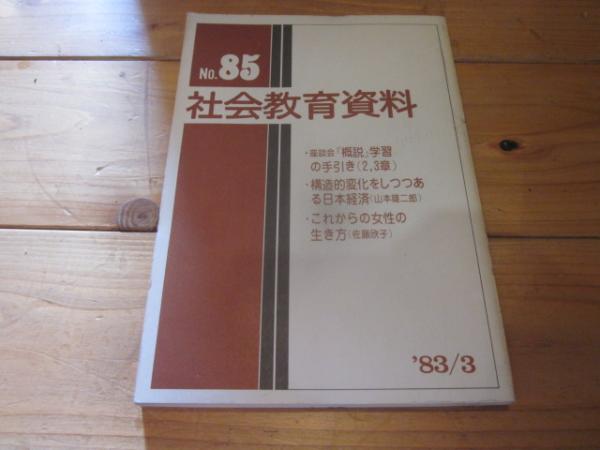 No.85
社会教育資料
・座談会「概説」学習
の手引き(2,3章)
・構造的変化をしつつあ
る日本経済(山本雄二郎)
・これからの女性の
生き方(佐藤欣子)
'83/3